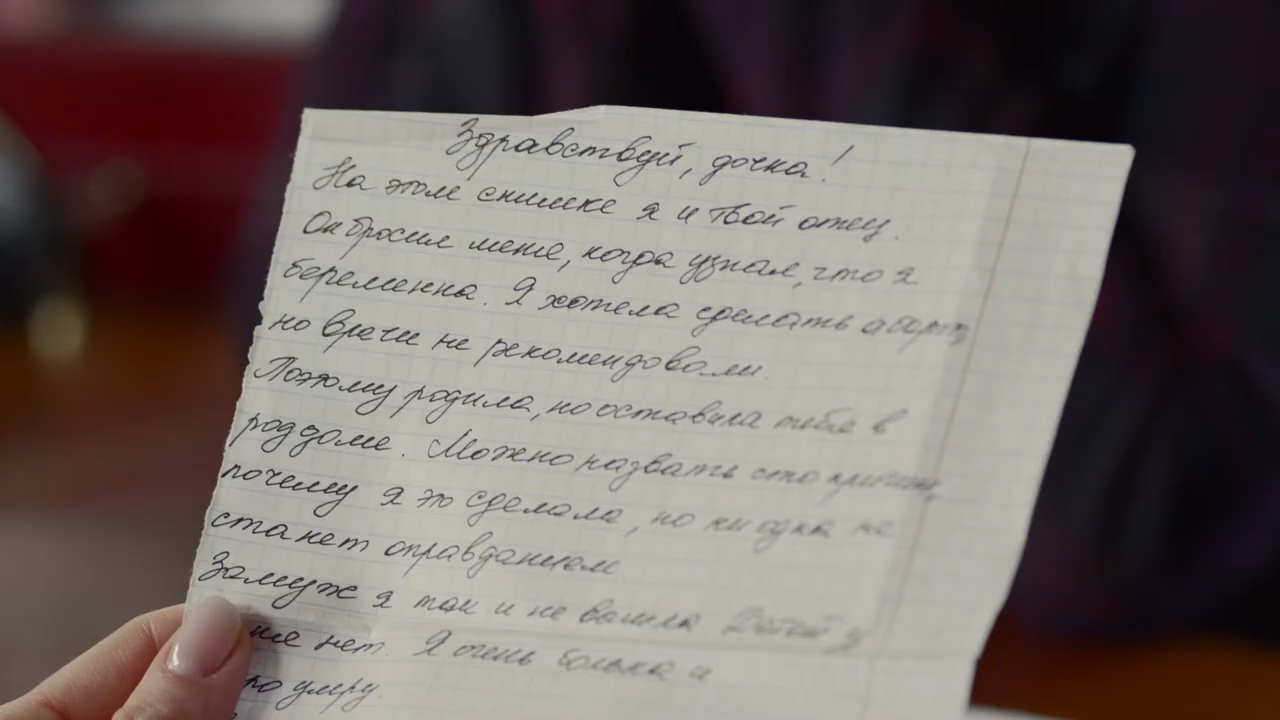 Здравствуй, дочка!
На этом снимке я и твой отец.
Он бросил меня, когда узнал, что я
беременна. Я хотела сделать аборт,
но врачи не рекомендовали.
Поэтому родила, но оставила тебя в
роддоме. Можно назвать сто причин,
почему я это сделала, но ни одна не
станет оправданием
Замуж я так и не вышла Детей у
нет. Я очень больна и
умру.